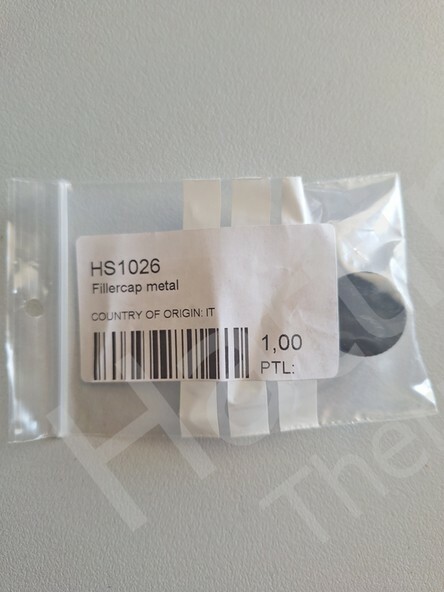 HS1026
Fillercap metal
COUNTRY OF ORIGIN: IT
1,00
PTL: